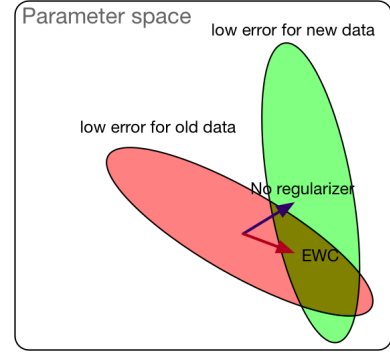 Parameter space
low error for new data
low error for old data
No regularizer
EWC